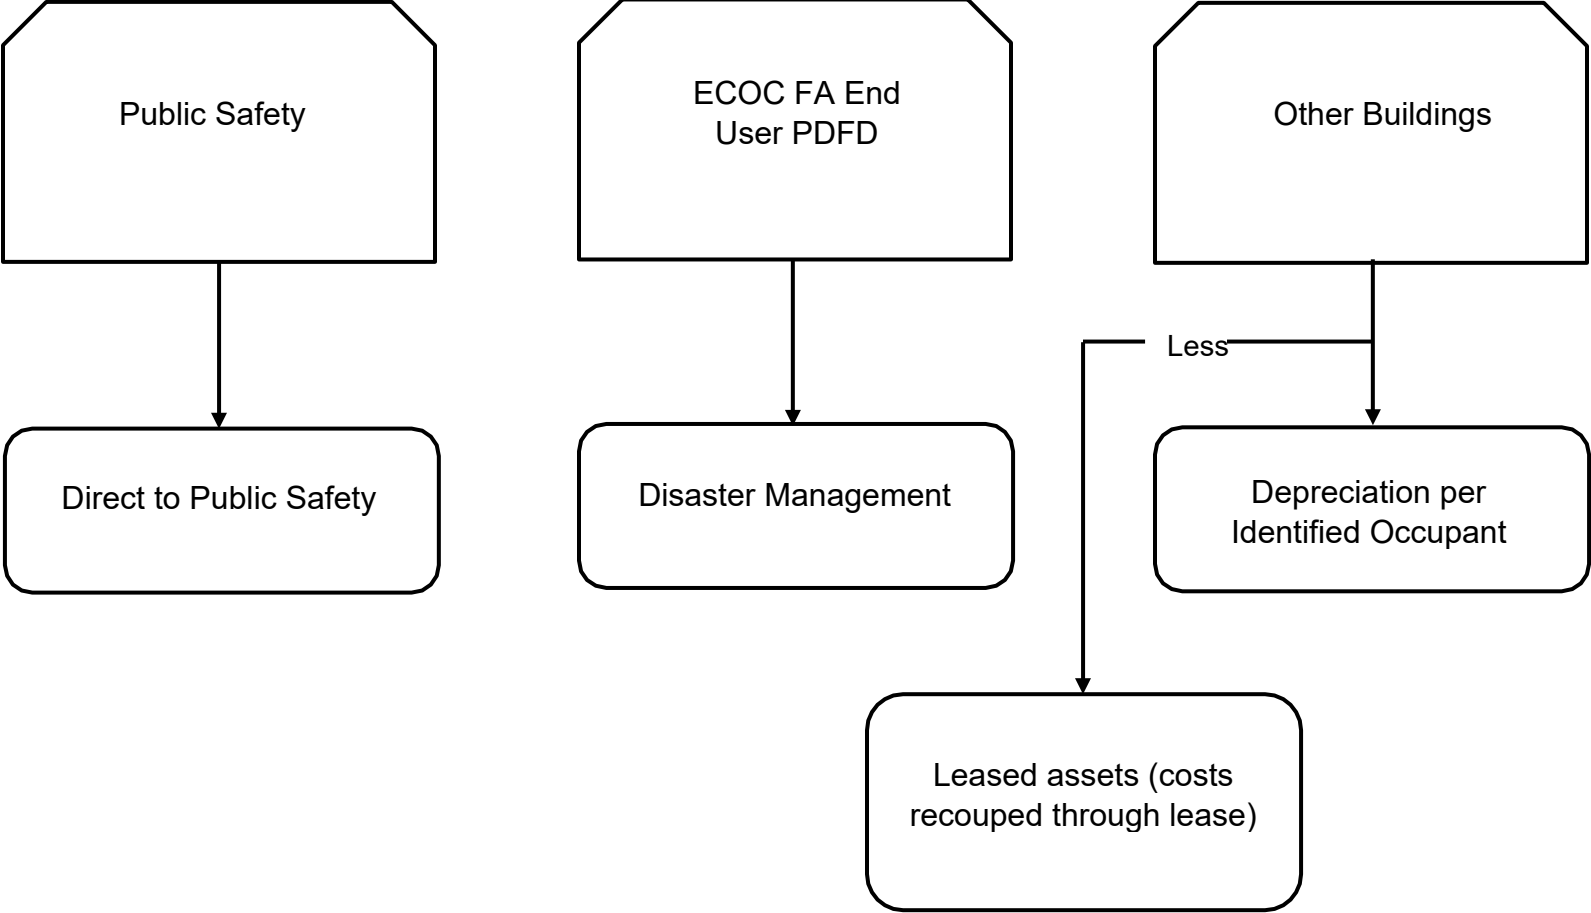 Public Safety
ECOC FA End
User PDFD
Other Buildings
Less
Direct to Public Safety
Disaster Management
Depreciation per
Identified Occupant
Leased assets (costs
recouped through lease)